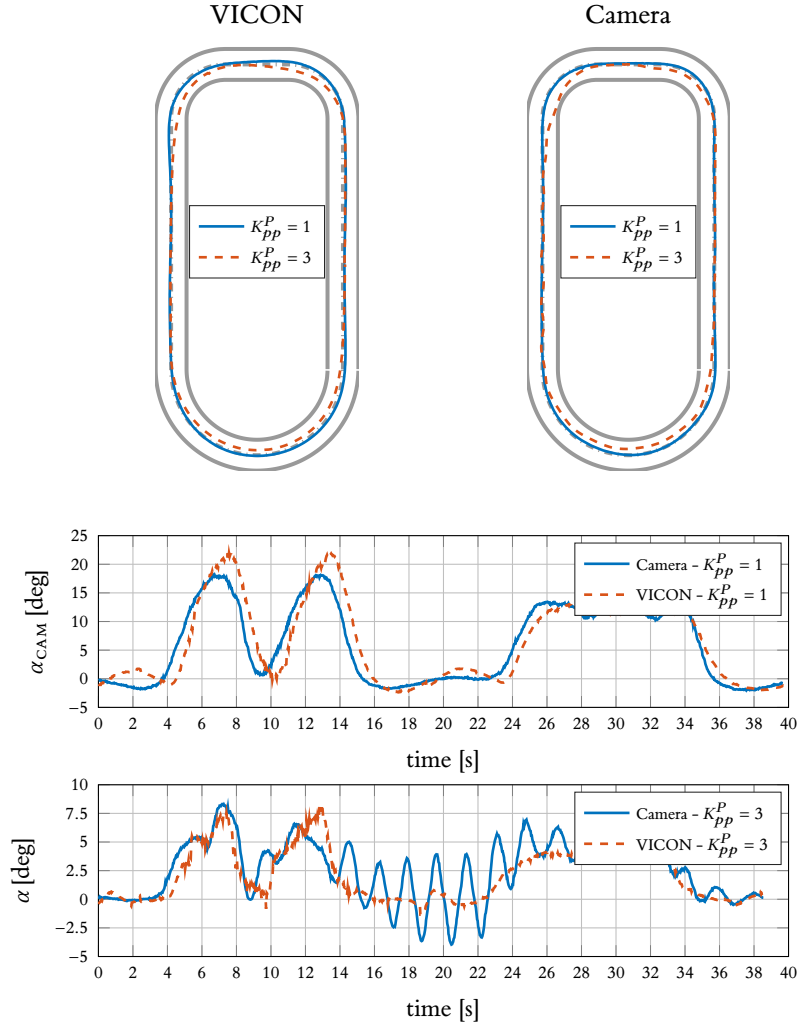 VICON Camera
K^P_pp = 1
K^P_pp = 3
K^P_pp = 1
K^P_pp = 3
25
20
15
10
5
0
−5
α_CAM [deg]
Camera - K^P_pp = 1
VICON - K^P_pp = 1
0 2 4 6 8 10 12 14 16 18 20 22 24 26 28 30 32 34 36 38 40
time [s]
10
7.5
5
2.5
0
−2.5
−5
α [deg]
Camera - K^P_pp = 3
VICON - K^P_pp = 3
0 2 4 6 8 10 12 14 16 18 20 22 24 26 28 30 32 34 36 38 40
time [s]